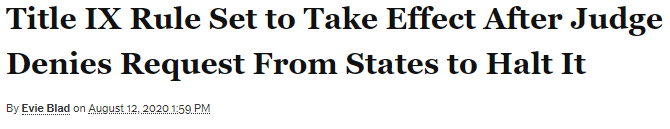 Title IX Rule Set to Take Effect After Judge
Denies Request From States to Halt It
By Evie Blad on August 12, 2020 1:59 PM